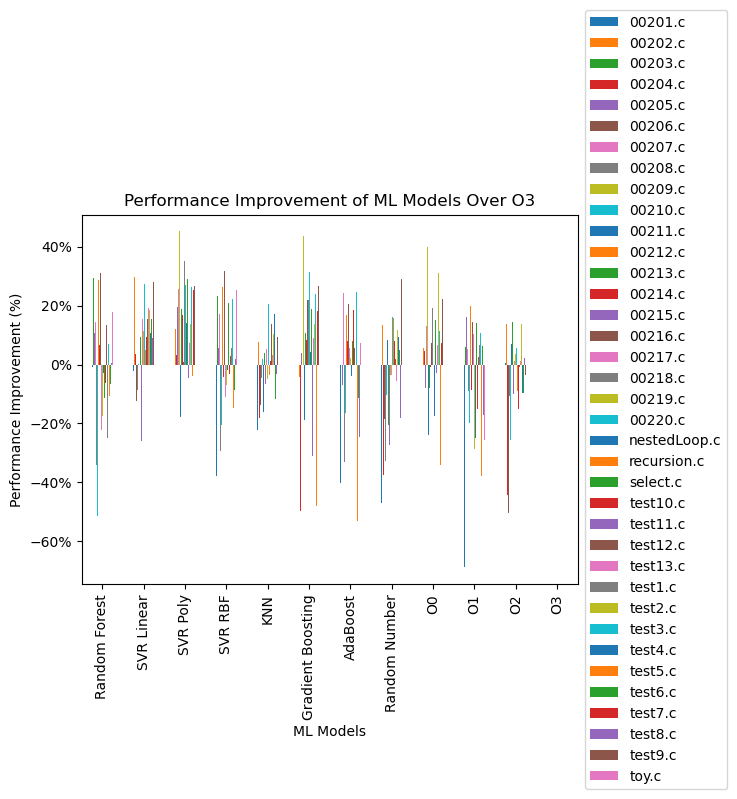 Performance Improvement of ML Models Over O3
Performance Improvement (%)
40%
20%
0%
−20%
−40%
−60%
Random Forest
SVR Linear
SVR Poly
SVR RBF
KNN
Gradient Boosting
AdaBoost
Random Number
O0
O1
O2
O3
ML Models
00201.c
00202.c
00203.c
00204.c
00205.c
00206.c
00207.c
00208.c
00209.c
00210.c
00211.c
00212.c
00213.c
00214.c
00215.c
00216.c
00217.c
00218.c
00219.c
00220.c
nestedLoop.c
recursion.c
select.c
test10.c
test11.c
test12.c
test13.c
test1.c
test2.c
test3.c
test4.c
test5.c
test6.c
test7.c
test8.c
test9.c
toy.c